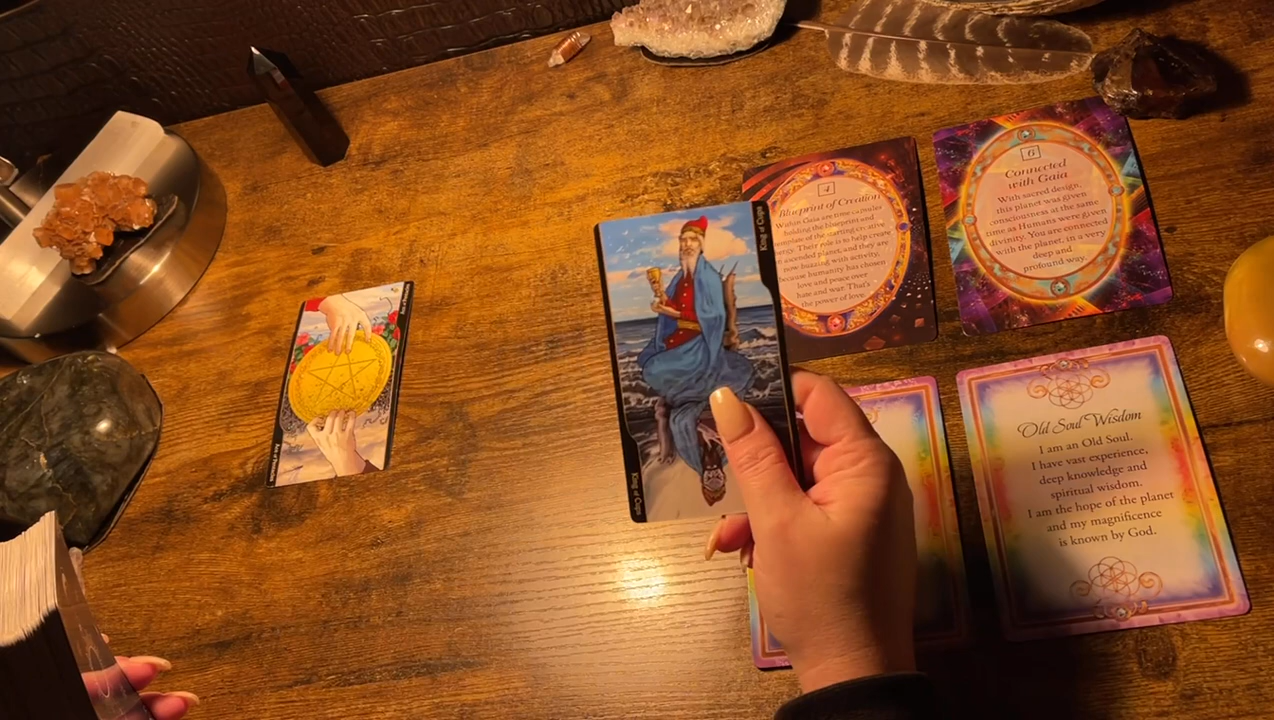 King of Cups
King of Cups
4
Blueprint of Creation
Within Gaia are time capsules
holding the blueprint and
template of the starting creative
energy. Their role is to help create
ascended planet, and they are
now buzzing with activity,
because humanity has chosen
love and peace over
hate and war. That's
the power of love.
6
Connected
with Gaia
With sacred design,
this planet was given
consciousness at the same
time as Humans were given
divinity. You are connected
with the planet, in a very
deep and
profound way.
Old Soul Wisdom
I am an Old Soul.
I have vast experience,
deep knowledge and
spiritual wisdom.
I am the hope of the planet
and my magnificence
is known by God.